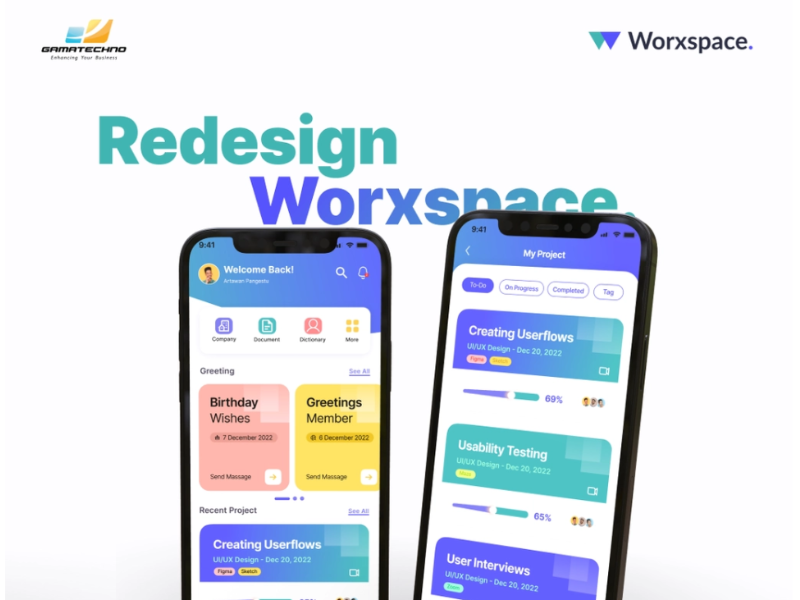 GAMATECHNO
Enhancing Your Business
Worxspace.
Redesign
Worxspace.
9:41
Welcome Back!
Artawan Pangestu
Company
Document
Dictionary
More
Greeting
See All
Birthday
Wishes
7 December 2022
Send Massage
Greetings
Member
6 December 2022
Send Massage
Recent Project
See All
Creating Userflows
UI/UX Design - Dec 20, 2022
Figma
Sketch
9:41
My Project
To-Do
On Progress
Completed
Tag
Creating Userflows
UI/UX Design - Dec 20, 2022
Figma
Sketch
69%
Usability Testing
UI/UX Design - Dec 20, 2022
65%
User Interviews
UI/UX Design - Dec 20, 2022
Zoom